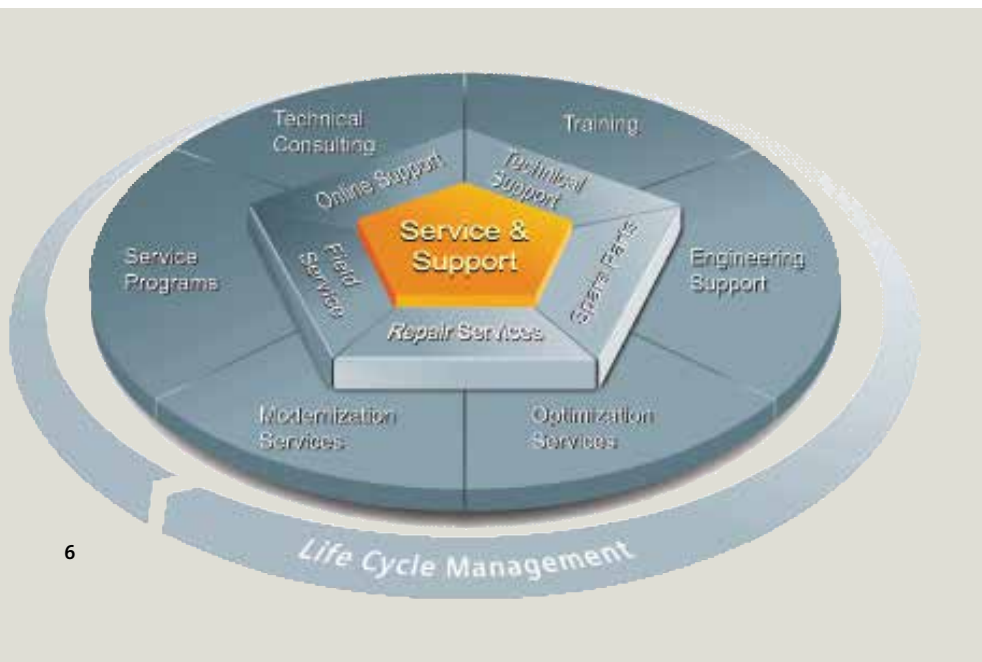 Technical
Consulting
Training
Online Support
Technical
Support
Service &
Support
Service
Programs
Field
Service
Spare Parts
Engineering
Support
Repair Services
Modernization
Services
Optimization
Services
6
Life Cycle Management